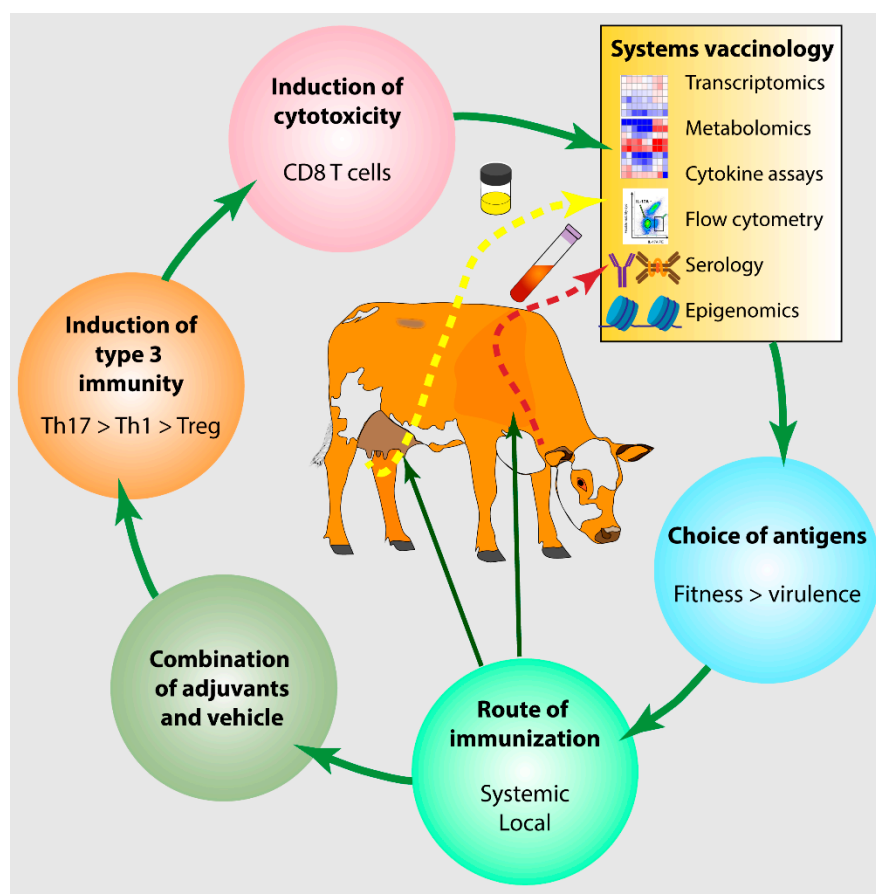 Systems vaccinology
Transcriptomics
Metabolomics
Cytokine assays
Flow cytometry
Serology
Epigenomics
Induction of
cytotoxicity
CD8 T cells
Induction of
type 3
immunity
Th17 > Th1 > Treg
Choice of antigens
Fitness > virulence
Combination
of adjuvants
and vehicle
Route of
immunization
Systemic
Local